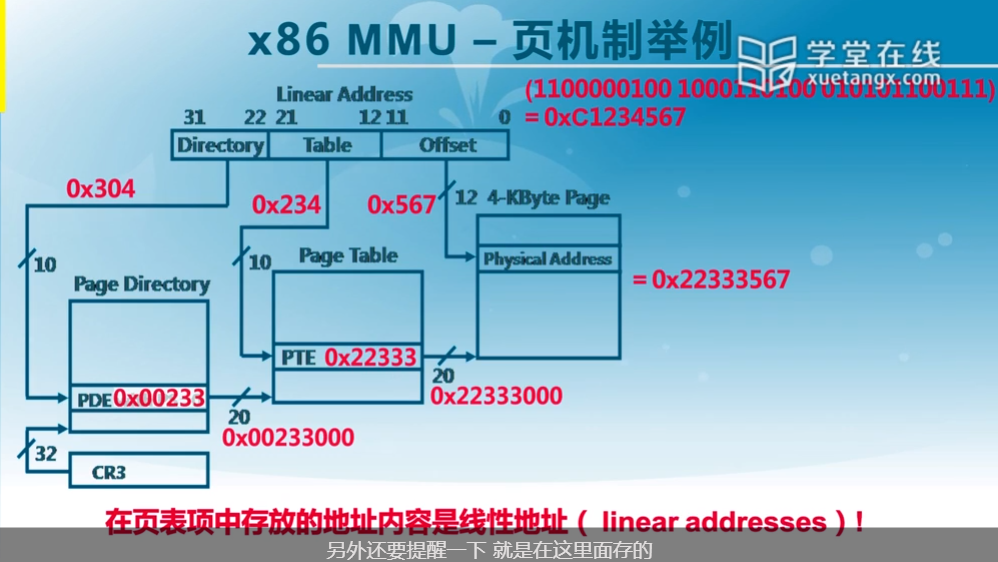 x86 MMU – 页机制举例
学堂在线
xuetangx.com
(1100000100 1000110100 010101100111)
= 0xC1234567
Linear Address
31 22 21 12 11 0
Directory Table Offset
0x304
0x234
0x567
12
4-KByte Page
10
10
Page Table
Physical Address
= 0x22333567
Page Directory
PTE 0x22333
20
0x22333000
PDE 0x00233
20
0x00233000
32
CR3
在页表项中存放的地址内容是线性地址（ linear addresses ）!
另外还要提醒一下 就是在这里面存的